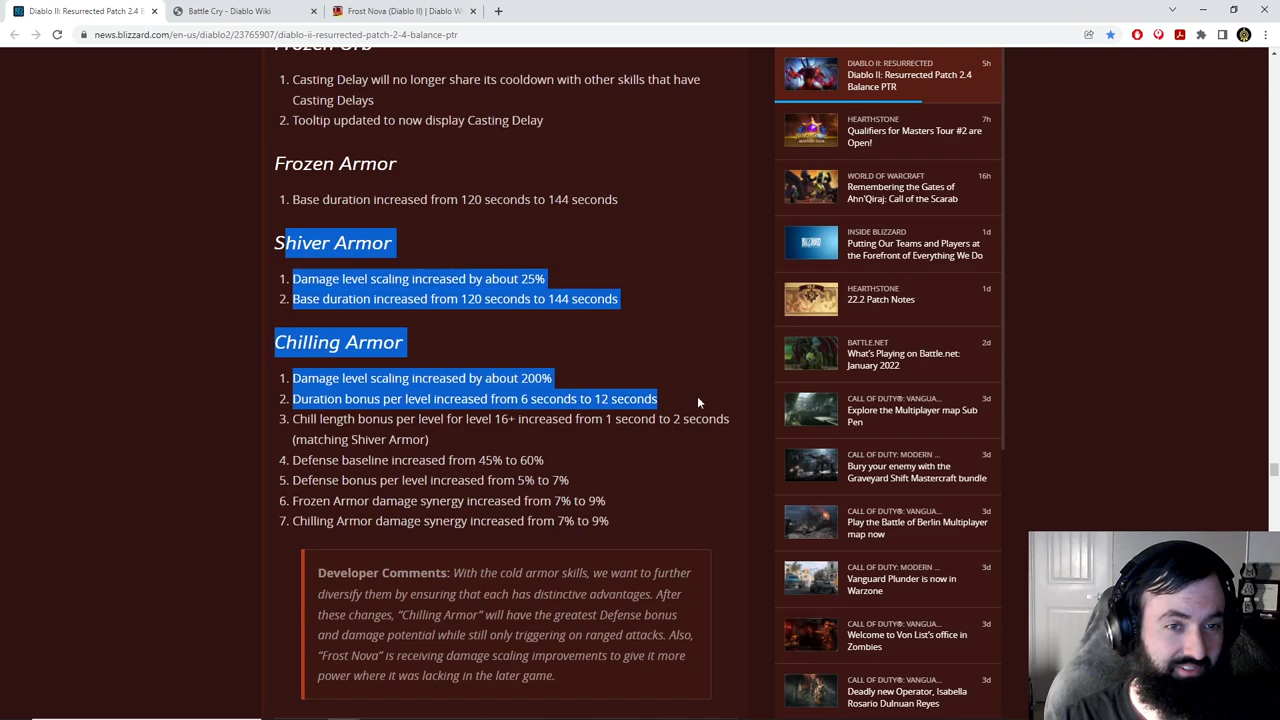 Diablo II: Resurrected Patch 2.4 B
Battle Cry - Diablo Wiki
Frost Nova (Diablo II) | Diablo W
news.blizzard.com/en-us/diablo2/23765907/diablo-ii-resurrected-patch-2-4-balance-ptr
Frozen Orb
1. Casting Delay will no longer share its cooldown with other skills that have
Casting Delays
2. Tooltip updated to now display Casting Delay
Frozen Armor
1. Base duration increased from 120 seconds to 144 seconds
Shiver Armor
1. Damage level scaling increased by about 25%
2. Base duration increased from 120 seconds to 144 seconds
Chilling Armor
1. Damage level scaling increased by about 200%
2. Duration bonus per level increased from 6 seconds to 12 seconds
3. Chill length bonus per level for level 16+ increased from 1 second to 2 seconds
(matching Shiver Armor)
4. Defense baseline increased from 45% to 60%
5. Defense bonus per level increased from 5% to 7%
6. Frozen Armor damage synergy increased from 7% to 9%
7. Chilling Armor damage synergy increased from 7% to 9%
Developer Comments: With the cold armor skills, we want to further
diversify them by ensuring that each has distinctive advantages. After
these changes, “Chilling Armor” will have the greatest Defense bonus
and damage potential while still only triggering on ranged attacks. Also,
“Frost Nova” is receiving damage scaling improvements to give it more
power where it was lacking in the later game.
DIABLO II: RESURRECTED 5h
Diablo II: Resurrected Patch 2.4
Balance PTR
HEARTHSTONE 7h
Qualifiers for Masters Tour #2 are
Open!
WORLD OF WARCRAFT 16h
Remembering the Gates of
Ahn'Qiraj: Call of the Scarab
INSIDE BLIZZARD 1d
Putting Our Teams and Players at
the Forefront of Everything We Do
HEARTHSTONE 1d
22.2 Patch Notes
BATTLE.NET 2d
What's Playing on Battle.net:
January 2022
CALL OF DUTY®: VANGUA... 3d
Explore the Multiplayer map Sub
Pen
CALL OF DUTY: MODERN ... 3d
Bury your enemy with the
Graveyard Shift Mastercraft bundle
CALL OF DUTY®: VANGUA... 3d
Play the Battle of Berlin Multiplayer
map now
CALL OF DUTY: MODERN ... 3d
Vanguard Plunder is now in
Warzone
CALL OF DUTY®: VANGUA... 3d
Welcome to Von List's office in
Zombies
CALL OF DUTY®: VANGUA... 3d
Deadly new Operator, Isabella
Rosario Dulnuan Reyes